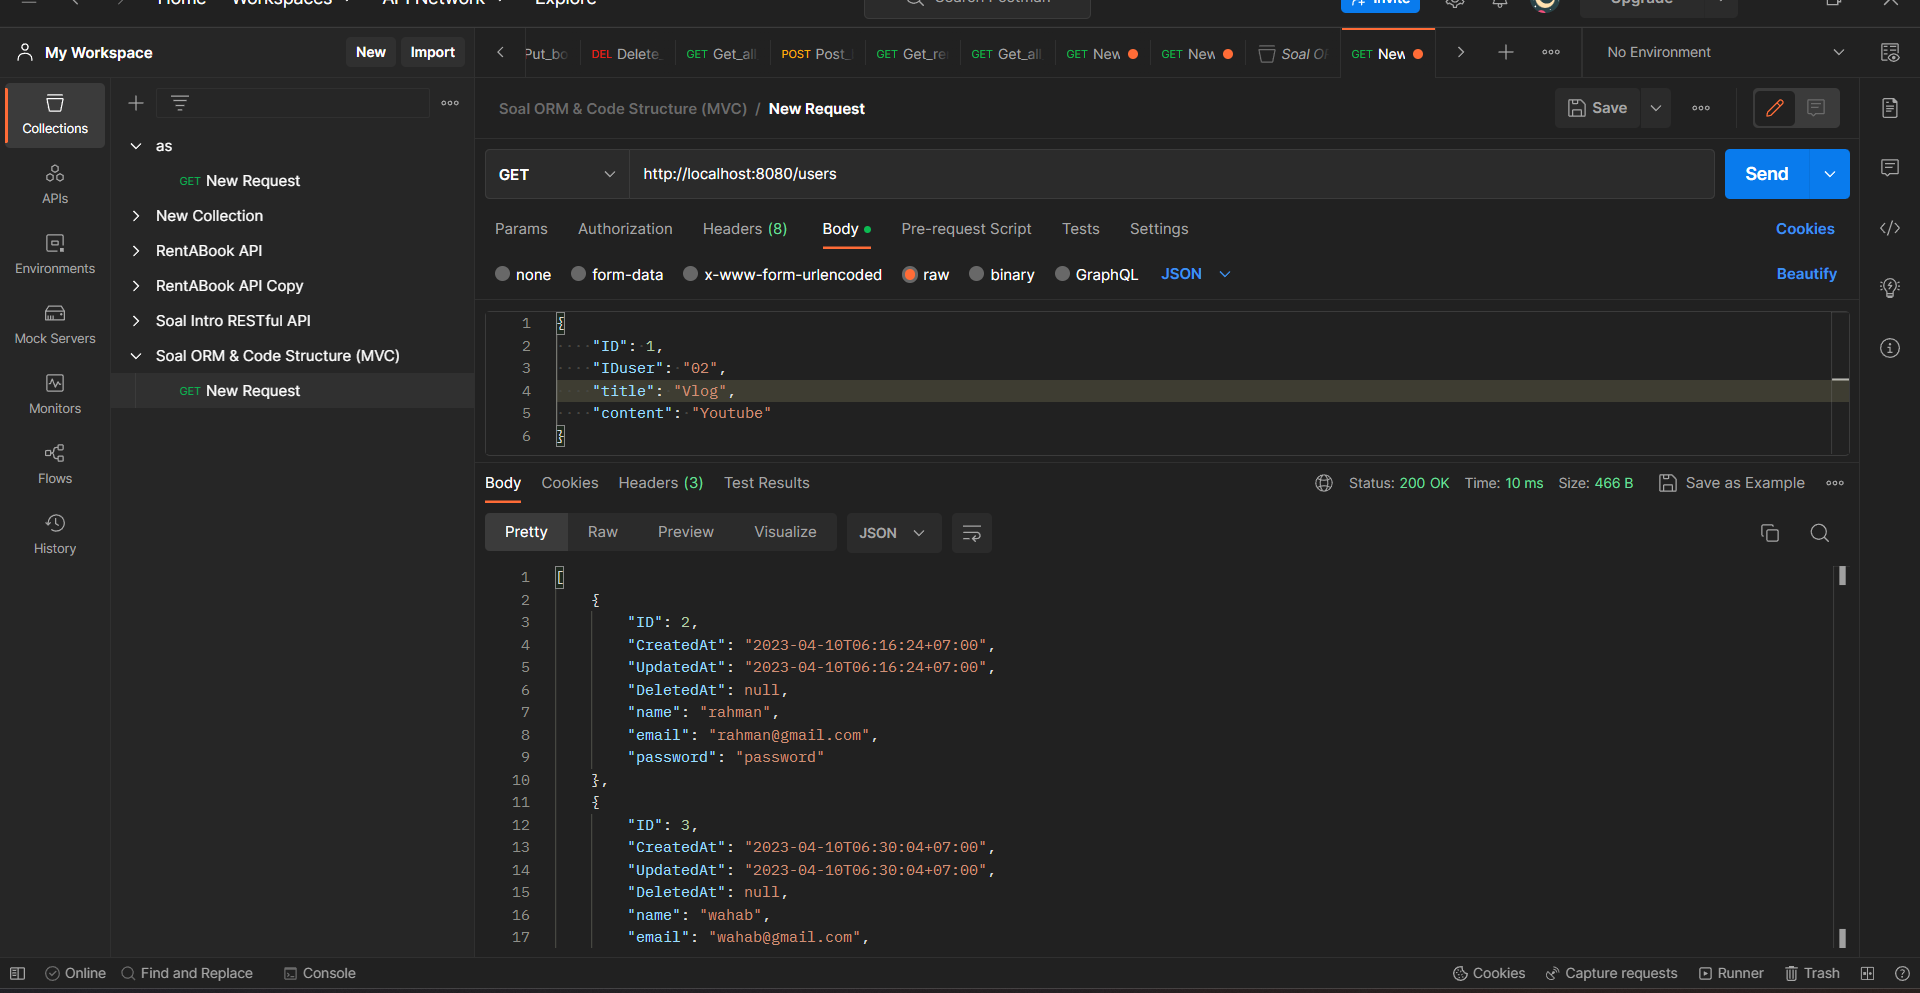 Home Workspaces API Network Explore Search Postman Invite Upgrade
My Workspace New Import
Put_bo DEL Delete_ GET Get_all POST Post_ GET Get_re GET Get_all GET New GET New Soal OR GET New No Environment
Soal ORM & Code Structure (MVC) / New Request Save
Collections
APIs
Environments
Mock Servers
Monitors
Flows
History
as
GET New Request
New Collection
RentABook API
RentABook API Copy
Soal Intro RESTful API
Soal ORM & Code Structure (MVC)
GET New Request
GET http://localhost:8080/users Send
Params Authorization Headers (8) Body Pre-request Script Tests Settings Cookies
none form-data x-www-form-urlencoded raw binary GraphQL JSON Beautify
1 {
2 "ID": 1,
3 "IDuser": "02",
4 "title": "Vlog",
5 "content": "Youtube"
6 }
Body Cookies Headers (3) Test Results Status: 200 OK Time: 10 ms Size: 466 B Save as Example
Pretty Raw Preview Visualize JSON
1 [
2 {
3 "ID": 2,
4 "CreatedAt": "2023-04-10T06:16:24+07:00",
5 "UpdatedAt": "2023-04-10T06:16:24+07:00",
6 "DeletedAt": null,
7 "name": "rahman",
8 "email": "rahman@gmail.com",
9 "password": "password"
10 },
11 {
12 "ID": 3,
13 "CreatedAt": "2023-04-10T06:30:04+07:00",
14 "UpdatedAt": "2023-04-10T06:30:04+07:00",
15 "DeletedAt": null,
16 "name": "wahab",
17 "email": "wahab@gmail.com",
Online Find and Replace Console Cookies Capture requests Runner Trash